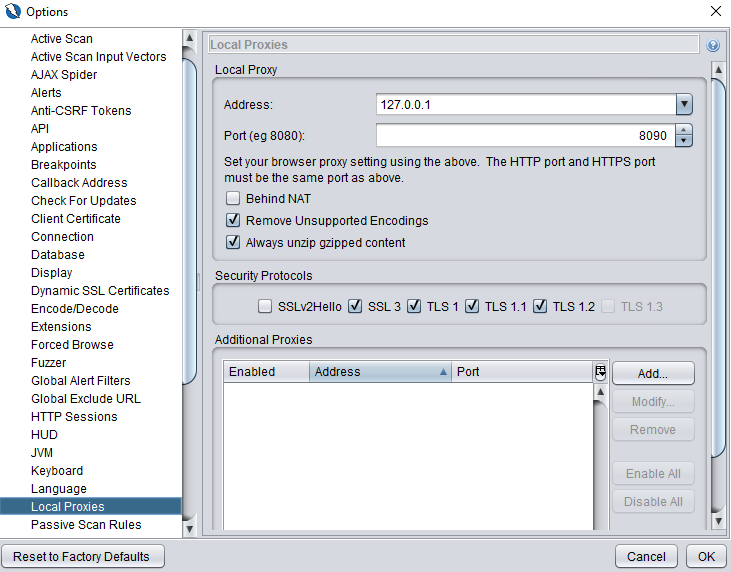 Options
Active Scan
Active Scan Input Vectors
AJAX Spider
Alerts
Anti-CSRF Tokens
API
Applications
Breakpoints
Callback Address
Check For Updates
Client Certificate
Connection
Database
Display
Dynamic SSL Certificates
Encode/Decode
Extensions
Forced Browse
Fuzzer
Global Alert Filters
Global Exclude URL
HTTP Sessions
HUD
JVM
Keyboard
Language
Local Proxies
Passive Scan Rules
Local Proxies
Local Proxy
Address: 127.0.0.1
Port (eg 8080): 8090
Set your browser proxy setting using the above. The HTTP port and HTTPS port
must be the same port as above.
Behind NAT
Remove Unsupported Encodings
Always unzip gzipped content
Security Protocols
SSLv2Hello SSL 3 TLS 1 TLS 1.1 TLS 1.2 TLS 1.3
Additional Proxies
Enabled Address Port
Add...
Modify...
Remove
Enable All
Disable All
Reset to Factory Defaults Cancel OK